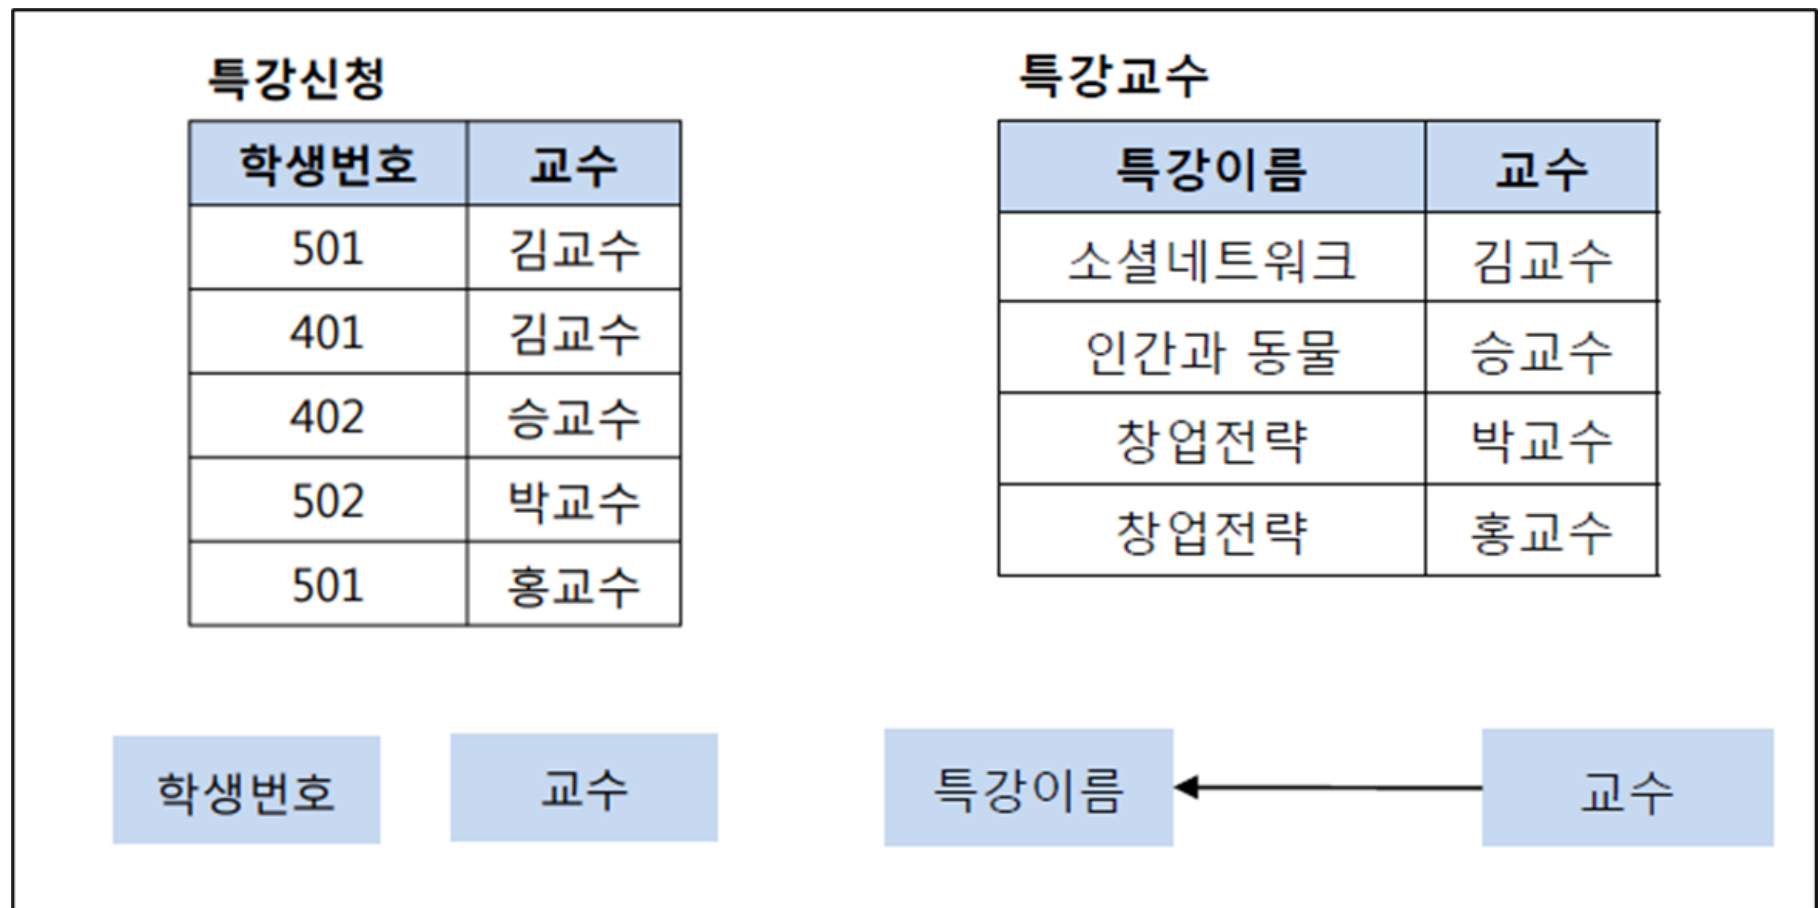 특강신청
학생번호 교수
501 김교수
401 김교수
402 승교수
502 박교수
501 홍교수
특강교수
특강이름 교수
소셜네트워크 김교수
인간과 동물 승교수
창업전략 박교수
창업전략 홍교수
학생번호 교수
특강이름 교수